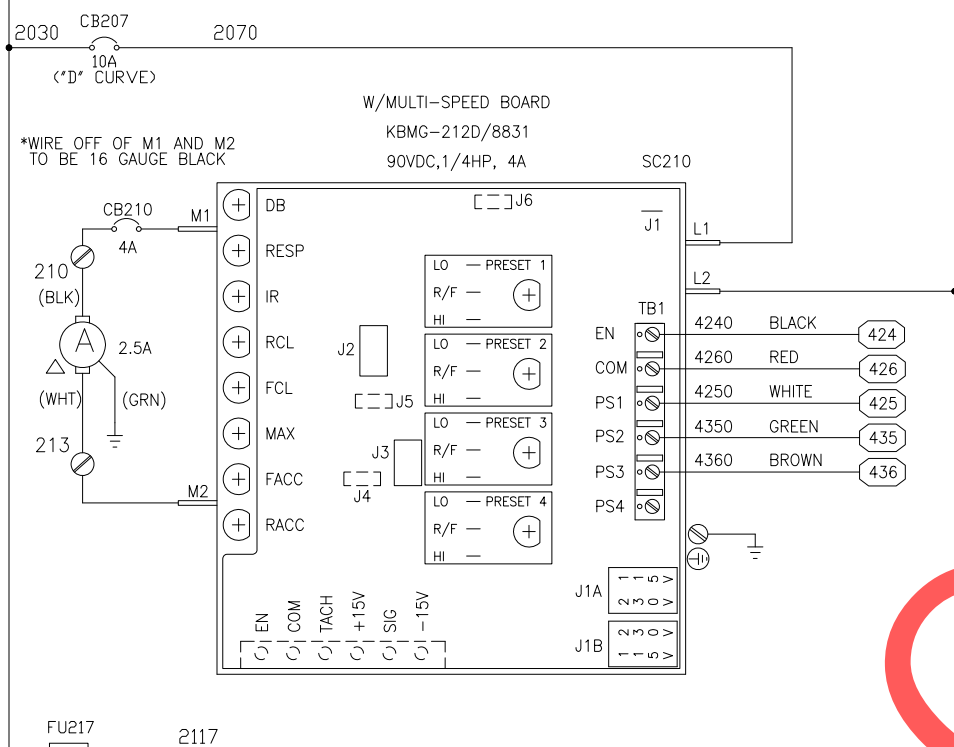 2030 CB207 2070
10A
("D" CURVE)
W/MULTI-SPEED BOARD
KBMG-212D/8831
90VDC,1/4HP, 4A
SC210
*WIRE OFF OF M1 AND M2
TO BE 16 GAUGE BLACK
CB210
4A
M1
210
(BLK)
A
2.5A
(WHT)
(GRN)
213
M2
DB
RESP
IR
RCL
FCL
MAX
FACC
RACC
J6
J1
L1
L2
LO — PRESET 1
R/F —
HI —
LO — PRESET 2
R/F —
HI —
LO — PRESET 3
R/F —
HI —
LO — PRESET 4
R/F —
HI —
J2
J5
J3
J4
TB1
EN 4240 BLACK 424
COM 4260 RED 426
PS1 4250 WHITE 425
PS2 4350 GREEN 435
PS3 4360 BROWN 436
PS4
J1A
1 1 5 V
2 3 0 V
J1B
2 3 0 V
1 1 5 V
EN
COM
TACH
+15V
SIG
-15V
FU217
2117